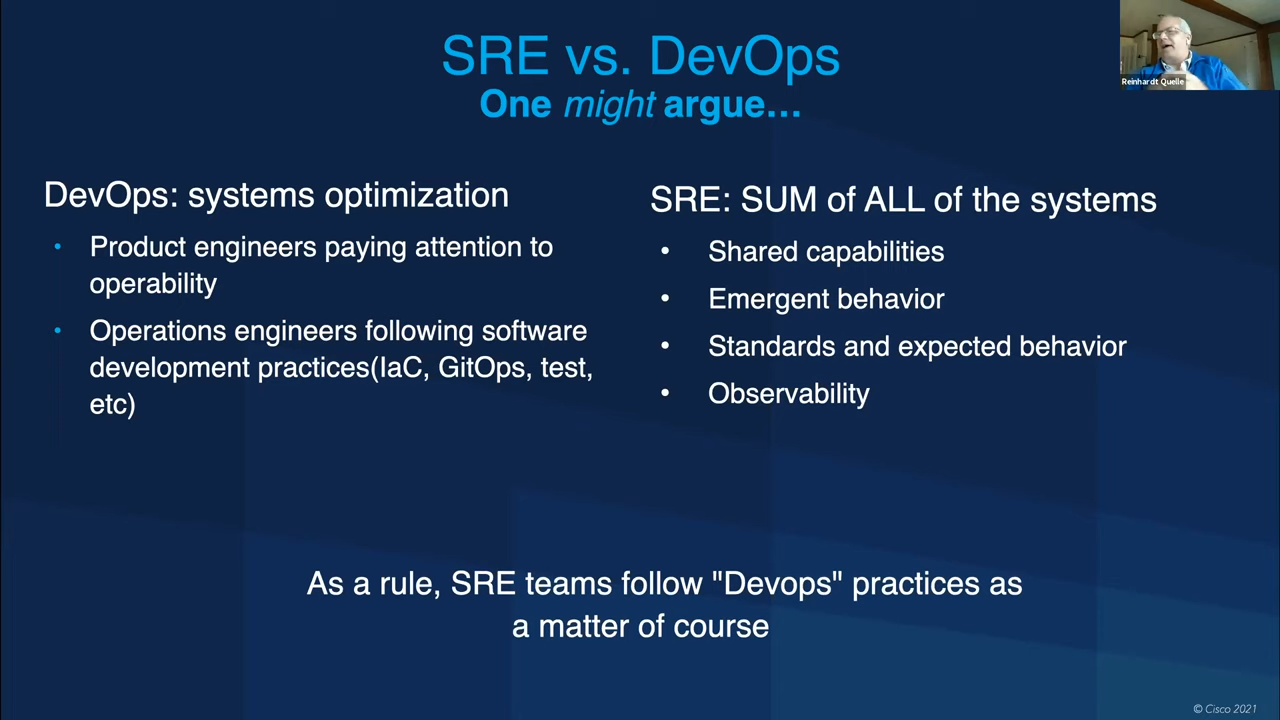 SRE vs. DevOps
One might argue...
Reinhardt Quelle
DevOps: systems optimization
• Product engineers paying attention to
operability
• Operations engineers following software
development practices(IaC, GitOps, test,
etc)
SRE: SUM of ALL of the systems
• Shared capabilities
• Emergent behavior
• Standards and expected behavior
• Observability
As a rule, SRE teams follow "Devops" practices as
a matter of course
© Cisco 2021